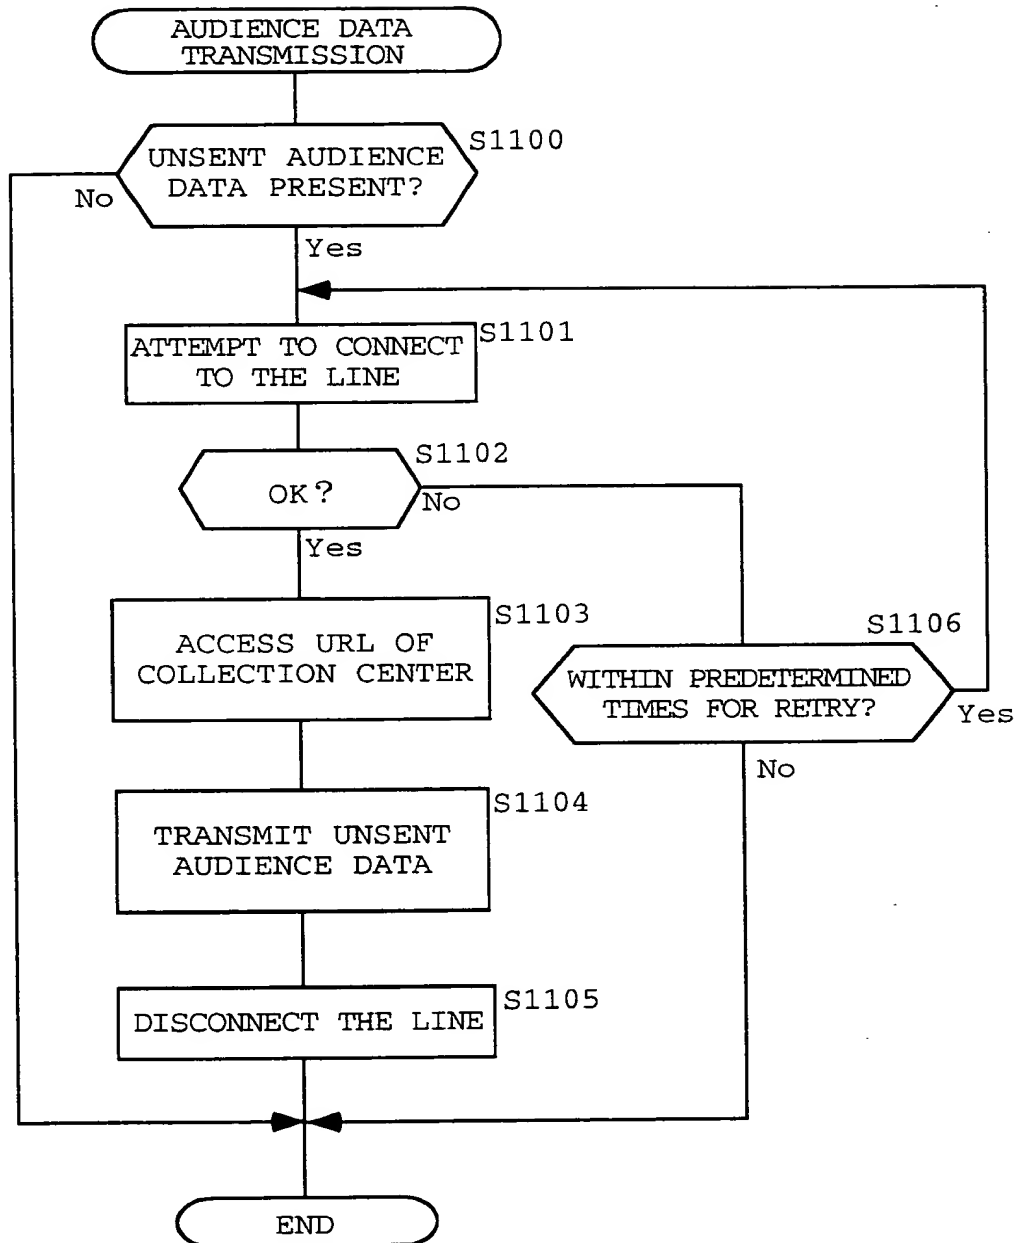 AUDIENCE DATA
TRANSMISSION
S1100
UNSENT AUDIENCE
DATA PRESENT?
No
Yes
S1101
ATTEMPT TO CONNECT
TO THE LINE
S1102
OK?
No
Yes
S1103
ACCESS URL OF
COLLECTION CENTER
S1106
WITHIN PREDETERMINED
TIMES FOR RETRY?
Yes
No
S1104
TRANSMIT UNSENT
AUDIENCE DATA
S1105
DISCONNECT THE LINE
END